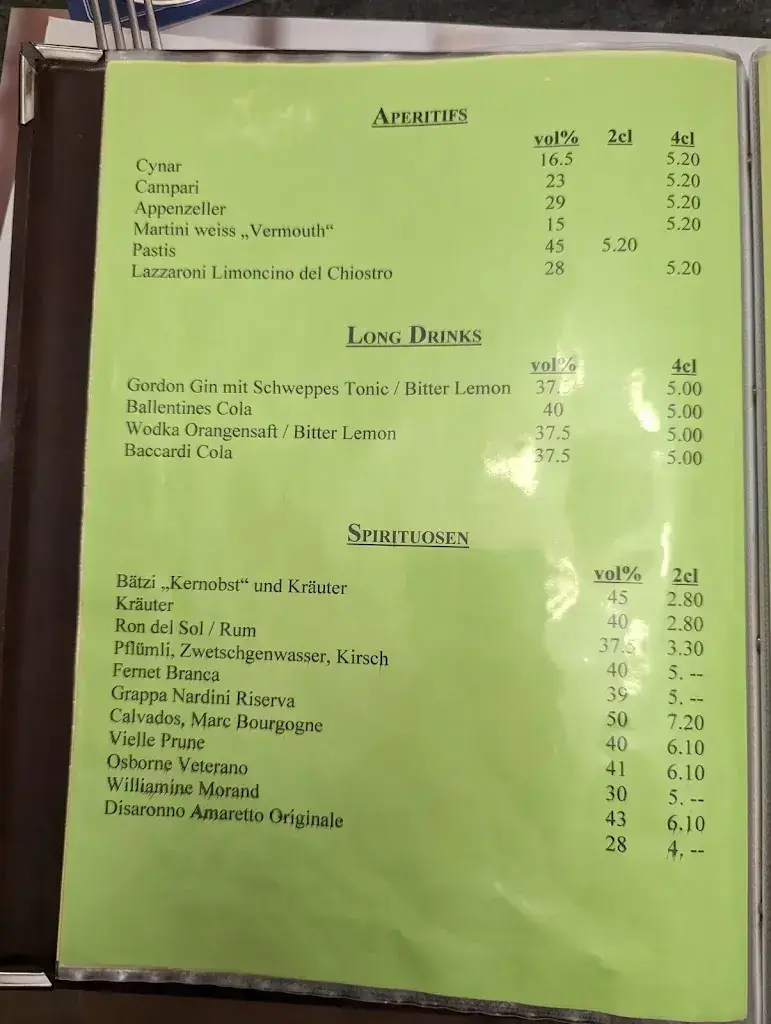 APERITIFS
vol% 2cl 4cl
Cynar 16.5 5.20
Campari 23 5.20
Appenzeller 29 5.20
Martini weiss „Vermouth“ 15 5.20
Pastis 45 5.20
Lazzaroni Limoncino del Chiostro 28 5.20
LONG DRINKS
vol% 4cl
Gordon Gin mit Schweppes Tonic / Bitter Lemon 37.5 5.00
Ballentines Cola 40 5.00
Wodka Orangensaft / Bitter Lemon 37.5 5.00
Baccardi Cola 37.5 5.00
SPIRITUOSEN
vol% 2cl
Bätzi „Kernobst“ und Kräuter 45 2.80
Kräuter 40 2.80
Ron del Sol / Rum 37.5 3.30
Pflümli, Zwetschgenwasser, Kirsch 40 5. --
Fernet Branca 39 5. --
Grappa Nardini Riserva 50 7.20
Calvados, Marc Bourgogne 40 6.10
Vielle Prune 41 6.10
Osborne Veterano 30 5. --
Williamine Morand 43 6.10
Disaronno Amaretto Originale 28 4, --